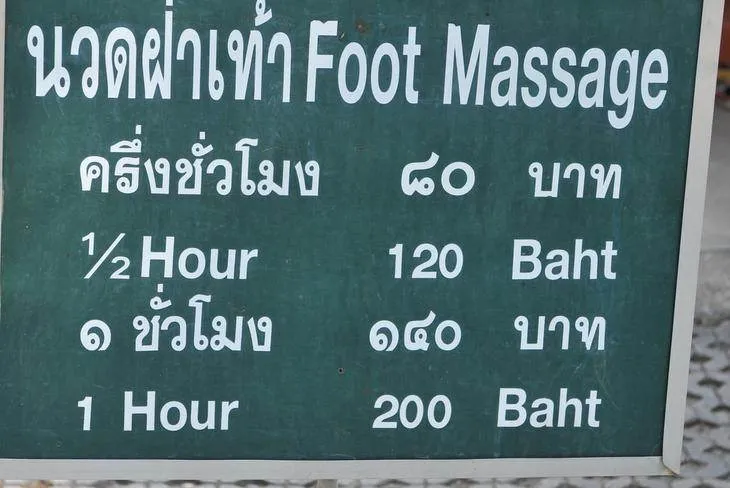 นวดฝ่าเท้า Foot Massage
ครึ่งชั่วโมง ๘๐ บาท
½ Hour 120 Baht
๑ ชั่วโมง ๑๔๐ บาท
1 Hour 200 Baht